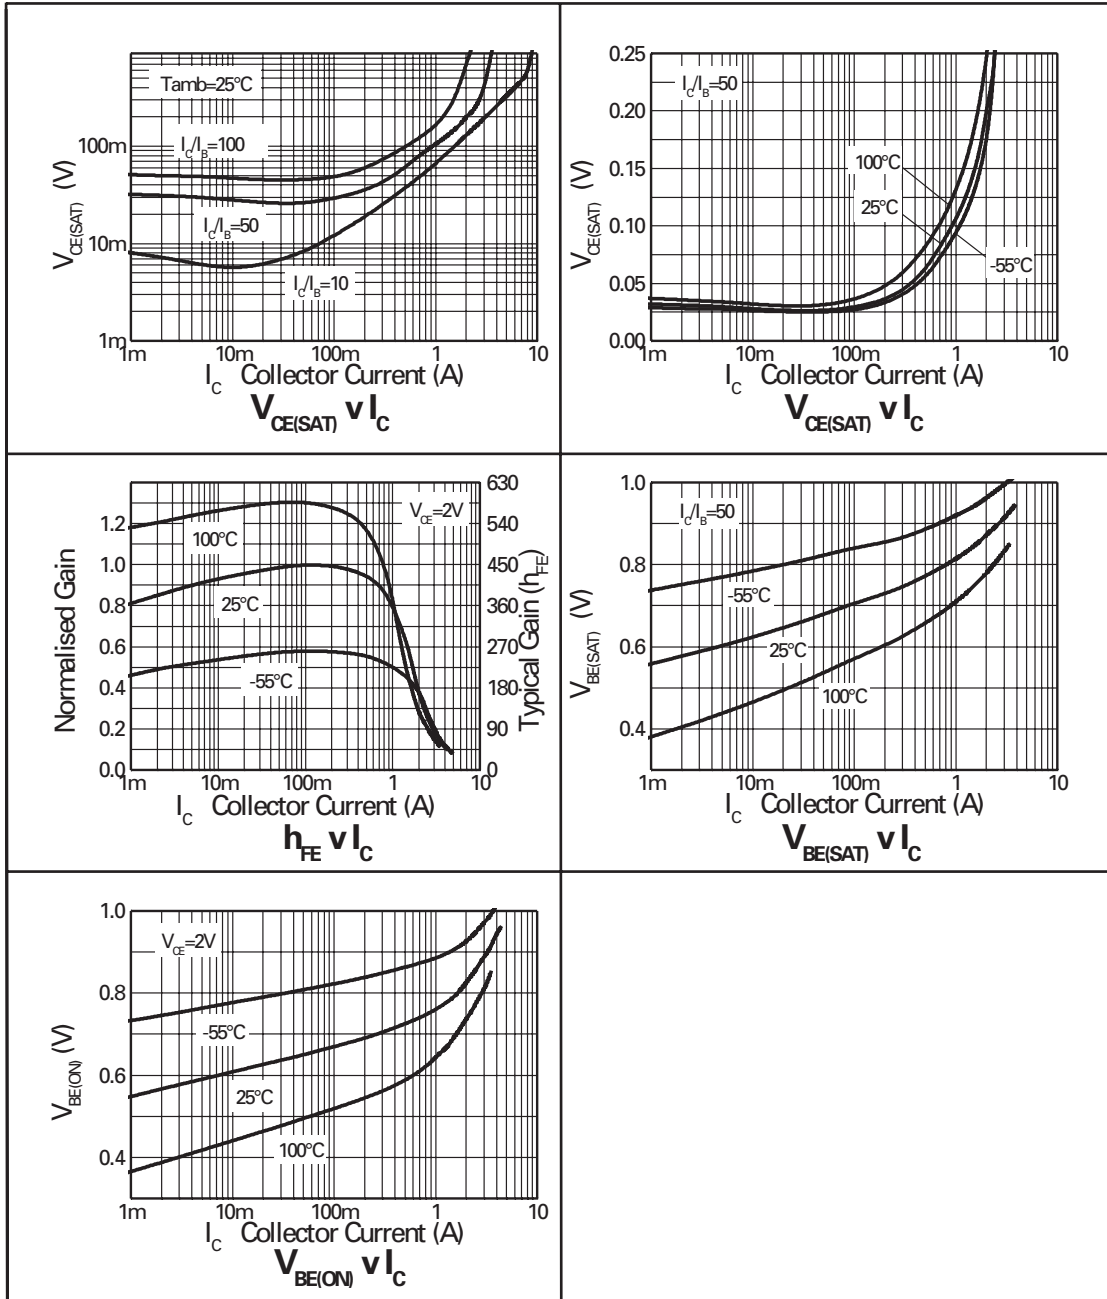 Tamb=25°C
I_C/I_B=100
I_C/I_B=50
I_C/I_B=10
100m
10m
1m
V_CE(SAT) (V)
1m 10m 100m 1 10
I_C Collector Current (A)
V_CE(SAT) v I_C
I_C/I_B=50
100°C
25°C
-55°C
0.25
0.20
0.15
0.10
0.05
0.00
V_CE(SAT) (V)
1m 10m 100m 1 10
I_C Collector Current (A)
V_CE(SAT) v I_C
V_CE=2V
100°C
25°C
-55°C
1.2
1.0
0.8
0.6
0.4
0.2
0.0
Normalised Gain
630
540
450
360
270
180
90
0
Typical Gain (h_FE)
1m 10m 100m 1 10
I_C Collector Current (A)
h_FE v I_C
I_C/I_B=50
-55°C
25°C
100°C
1.0
0.8
0.6
0.4
V_BE(SAT) (V)
1m 10m 100m 1 10
I_C Collector Current (A)
V_BE(SAT) v I_C
V_CE=2V
-55°C
25°C
100°C
1.0
0.8
0.6
0.4
V_BE(ON) (V)
1m 10m 100m 1 10
I_C Collector Current (A)
V_BE(ON) v I_C